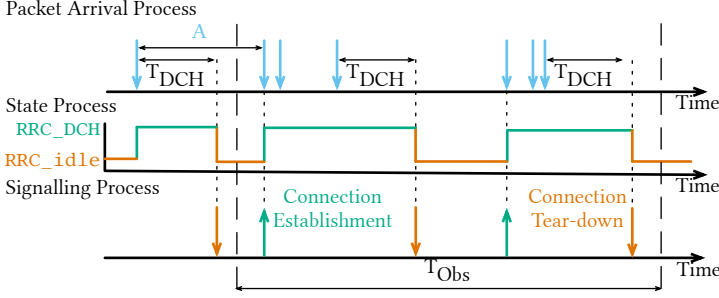 Packet Arrival Process
A
T_DCH T_DCH T_DCH
Time
State Process
RRC_DCH
RRC_idle
Time
Signalling Process
Connection Establishment
Connection Tear-down
Time
T_Obs